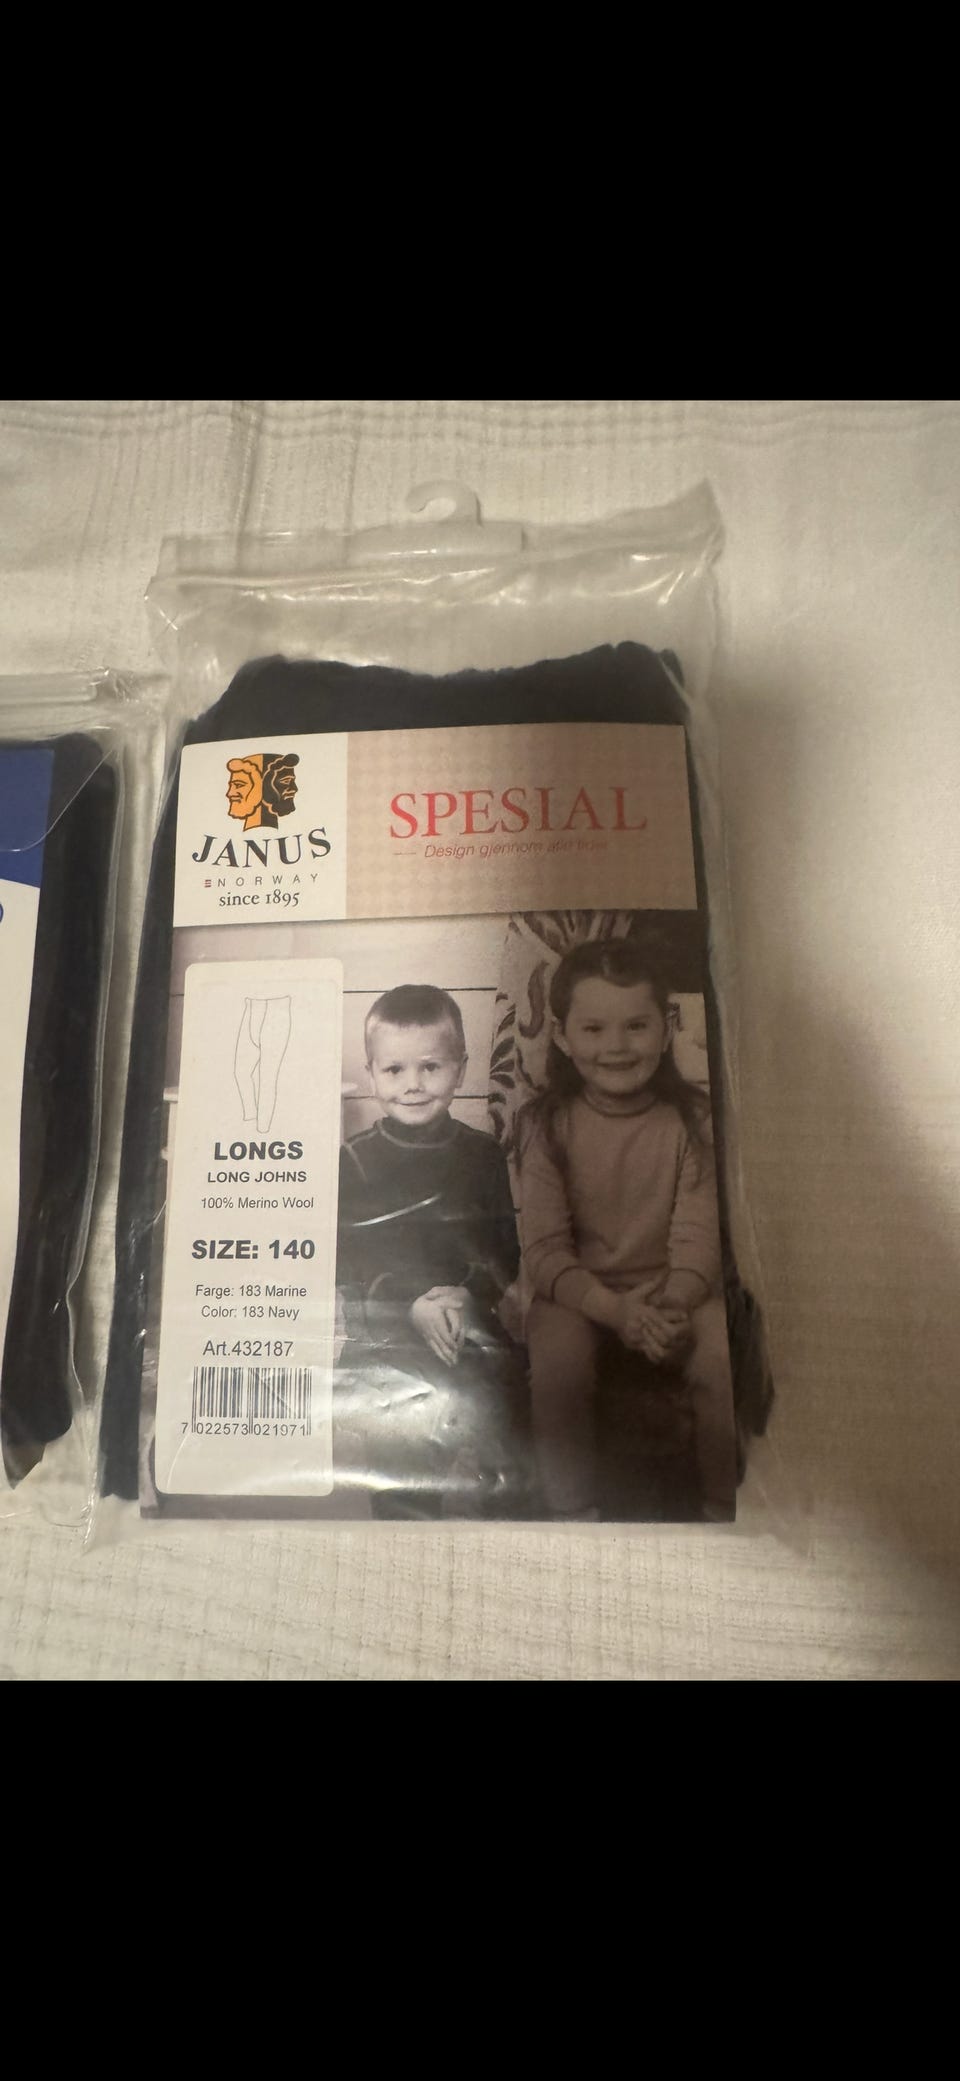 JANUS
NORWAY
since 1895
SPESIAL
Design gjennom alle tider
LONGS
LONG JOHNS
100% Merino Wool
SIZE: 140
Farge: 183 Marine
Color: 183 Navy
Art.432187
7 022573 021971